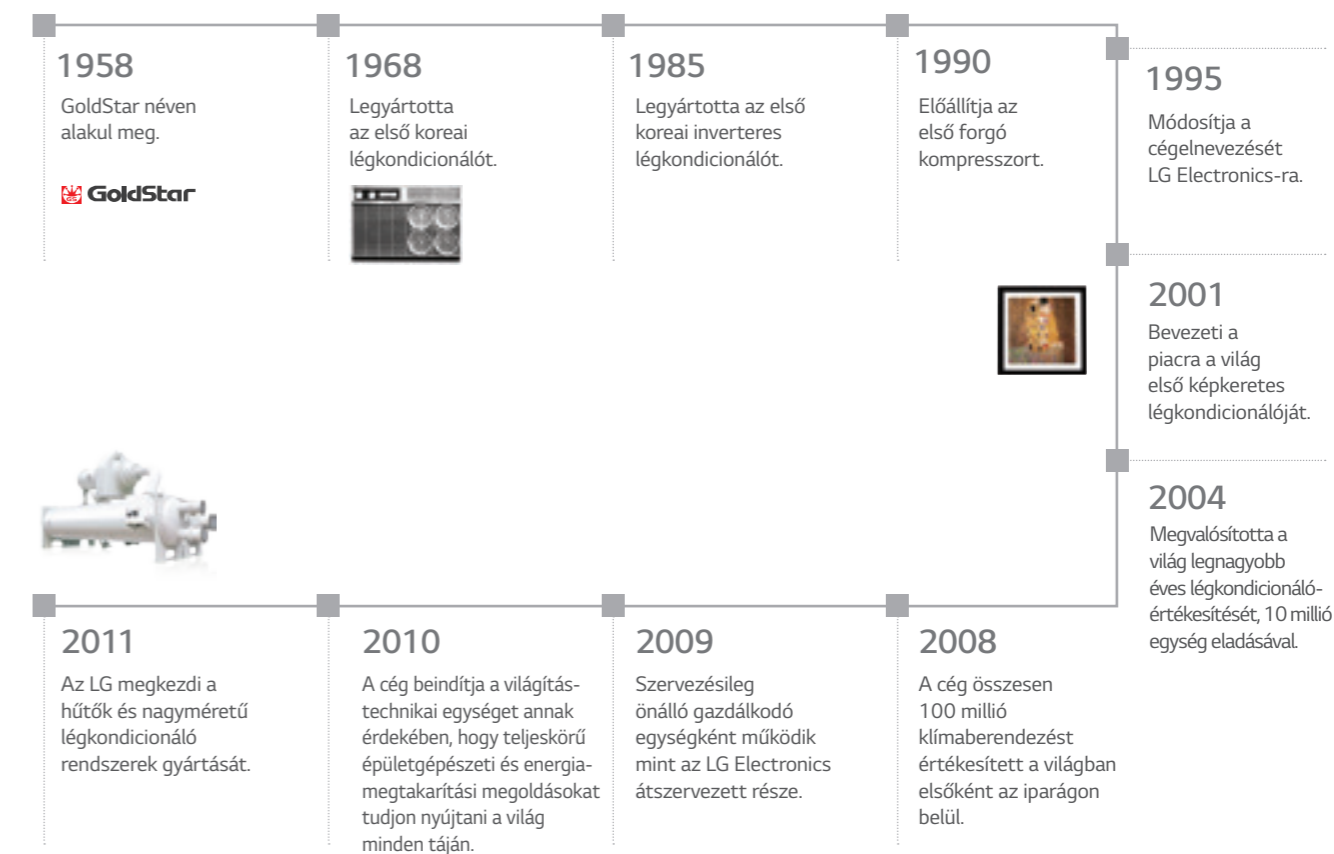 1958
GoldStar néven
alakul meg.
GoldStar
1968
Legyártotta
az első koreai
légkondicionálót.
1985
Legyártotta az első
koreai inverteres
légkondicionálót.
1990
Előállítja az
első forgó
kompresszort.
1995
Módosítja a
cégelnevezését
LG Electronics-ra.
2001
Bevezeti a
piacra a világ
első képkeretes
légkondicionálóját.
2004
Megvalósította a
világ legnagyobb
éves légkondicionáló-
értékesítését, 10 millió
egység eladásával.
2008
A cég összesen
100 millió
klímaberendezést
értékesített a világban
elsőként az iparágon
belül.
2009
Szervezésileg
önálló gazdálkodó
egységként működik
mint az LG Electronics
átszervezett része.
2010
A cég beindítja a világítás-
technikai egységet annak
érdekében, hogy teljeskörű
épületgépészeti és energia-
megtakarítási megoldásokat
tudjon nyújtani a világ
minden táján.
2011
Az LG megkezdi a
hűtők és nagyméretű
légkondicionáló
rendszerek gyártását.